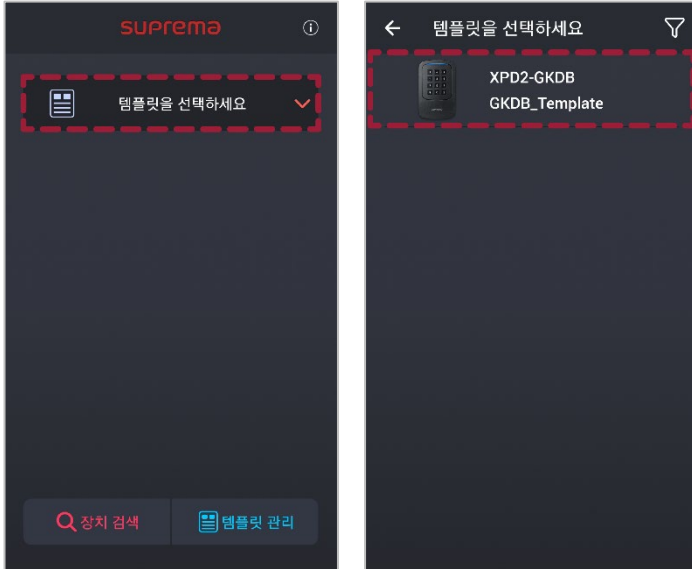 suprema
템플릿을 선택하세요
장치 검색
템플릿 관리
템플릿을 선택하세요
XPD2-GKDB
GKDB_Template